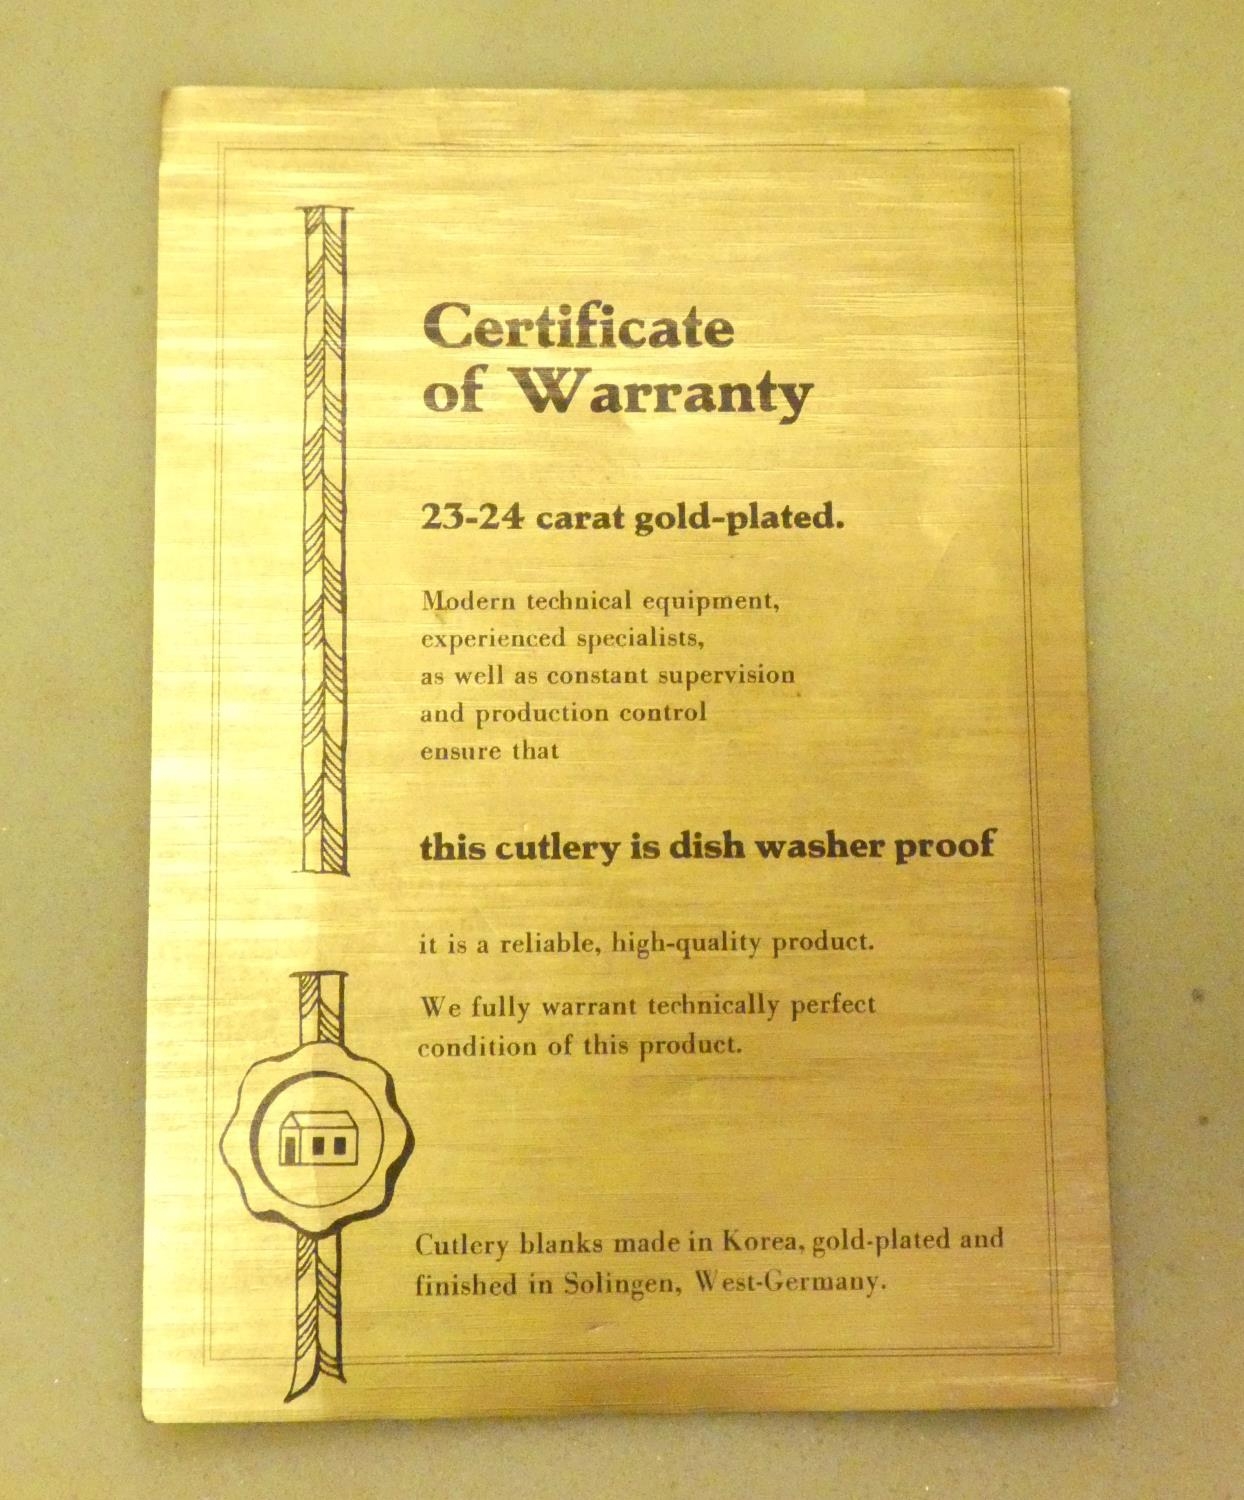 Certificate
of Warranty
23-24 carat gold-plated.
Modern technical equipment,
experienced specialists,
as well as constant supervision
and production control
ensure that
this cutlery is dish washer proof
it is a reliable, high-quality product.
We fully warrant technically perfect
condition of this product.
Cutlery blanks made in Korea, gold-plated and
finished in Solingen, West-Germany.